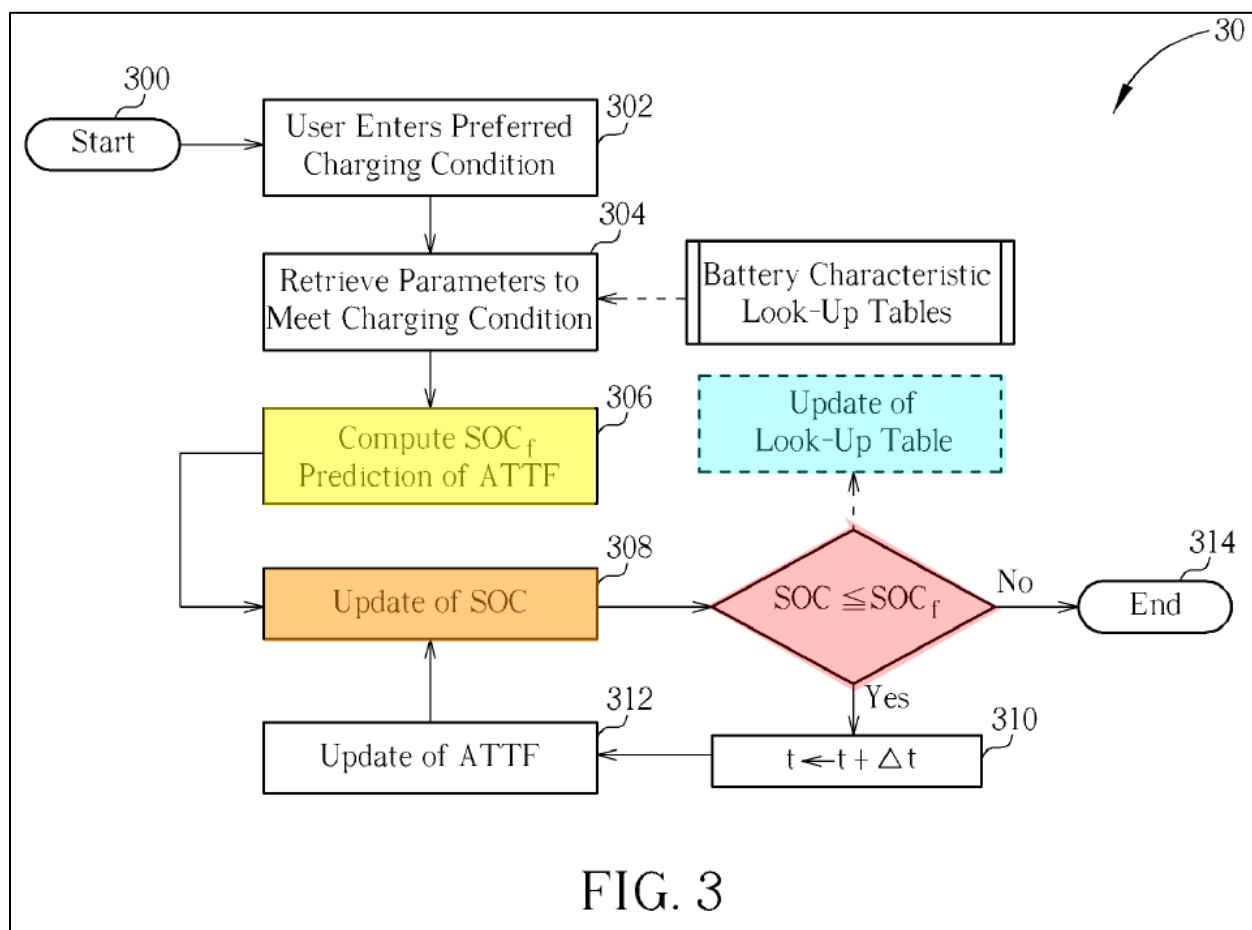 30
300
Start
302
User Enters Preferred
Charging Condition
304
Retrieve Parameters to
Meet Charging Condition
Battery Characteristic
Look-Up Tables
306
Compute SOCf
Prediction of ATTF
Update of
Look-Up Table
308
Update of SOC
SOC ≦ SOCf
No
314
End
Yes
312
Update of ATTF
310
t ← t + △t
FIG. 3